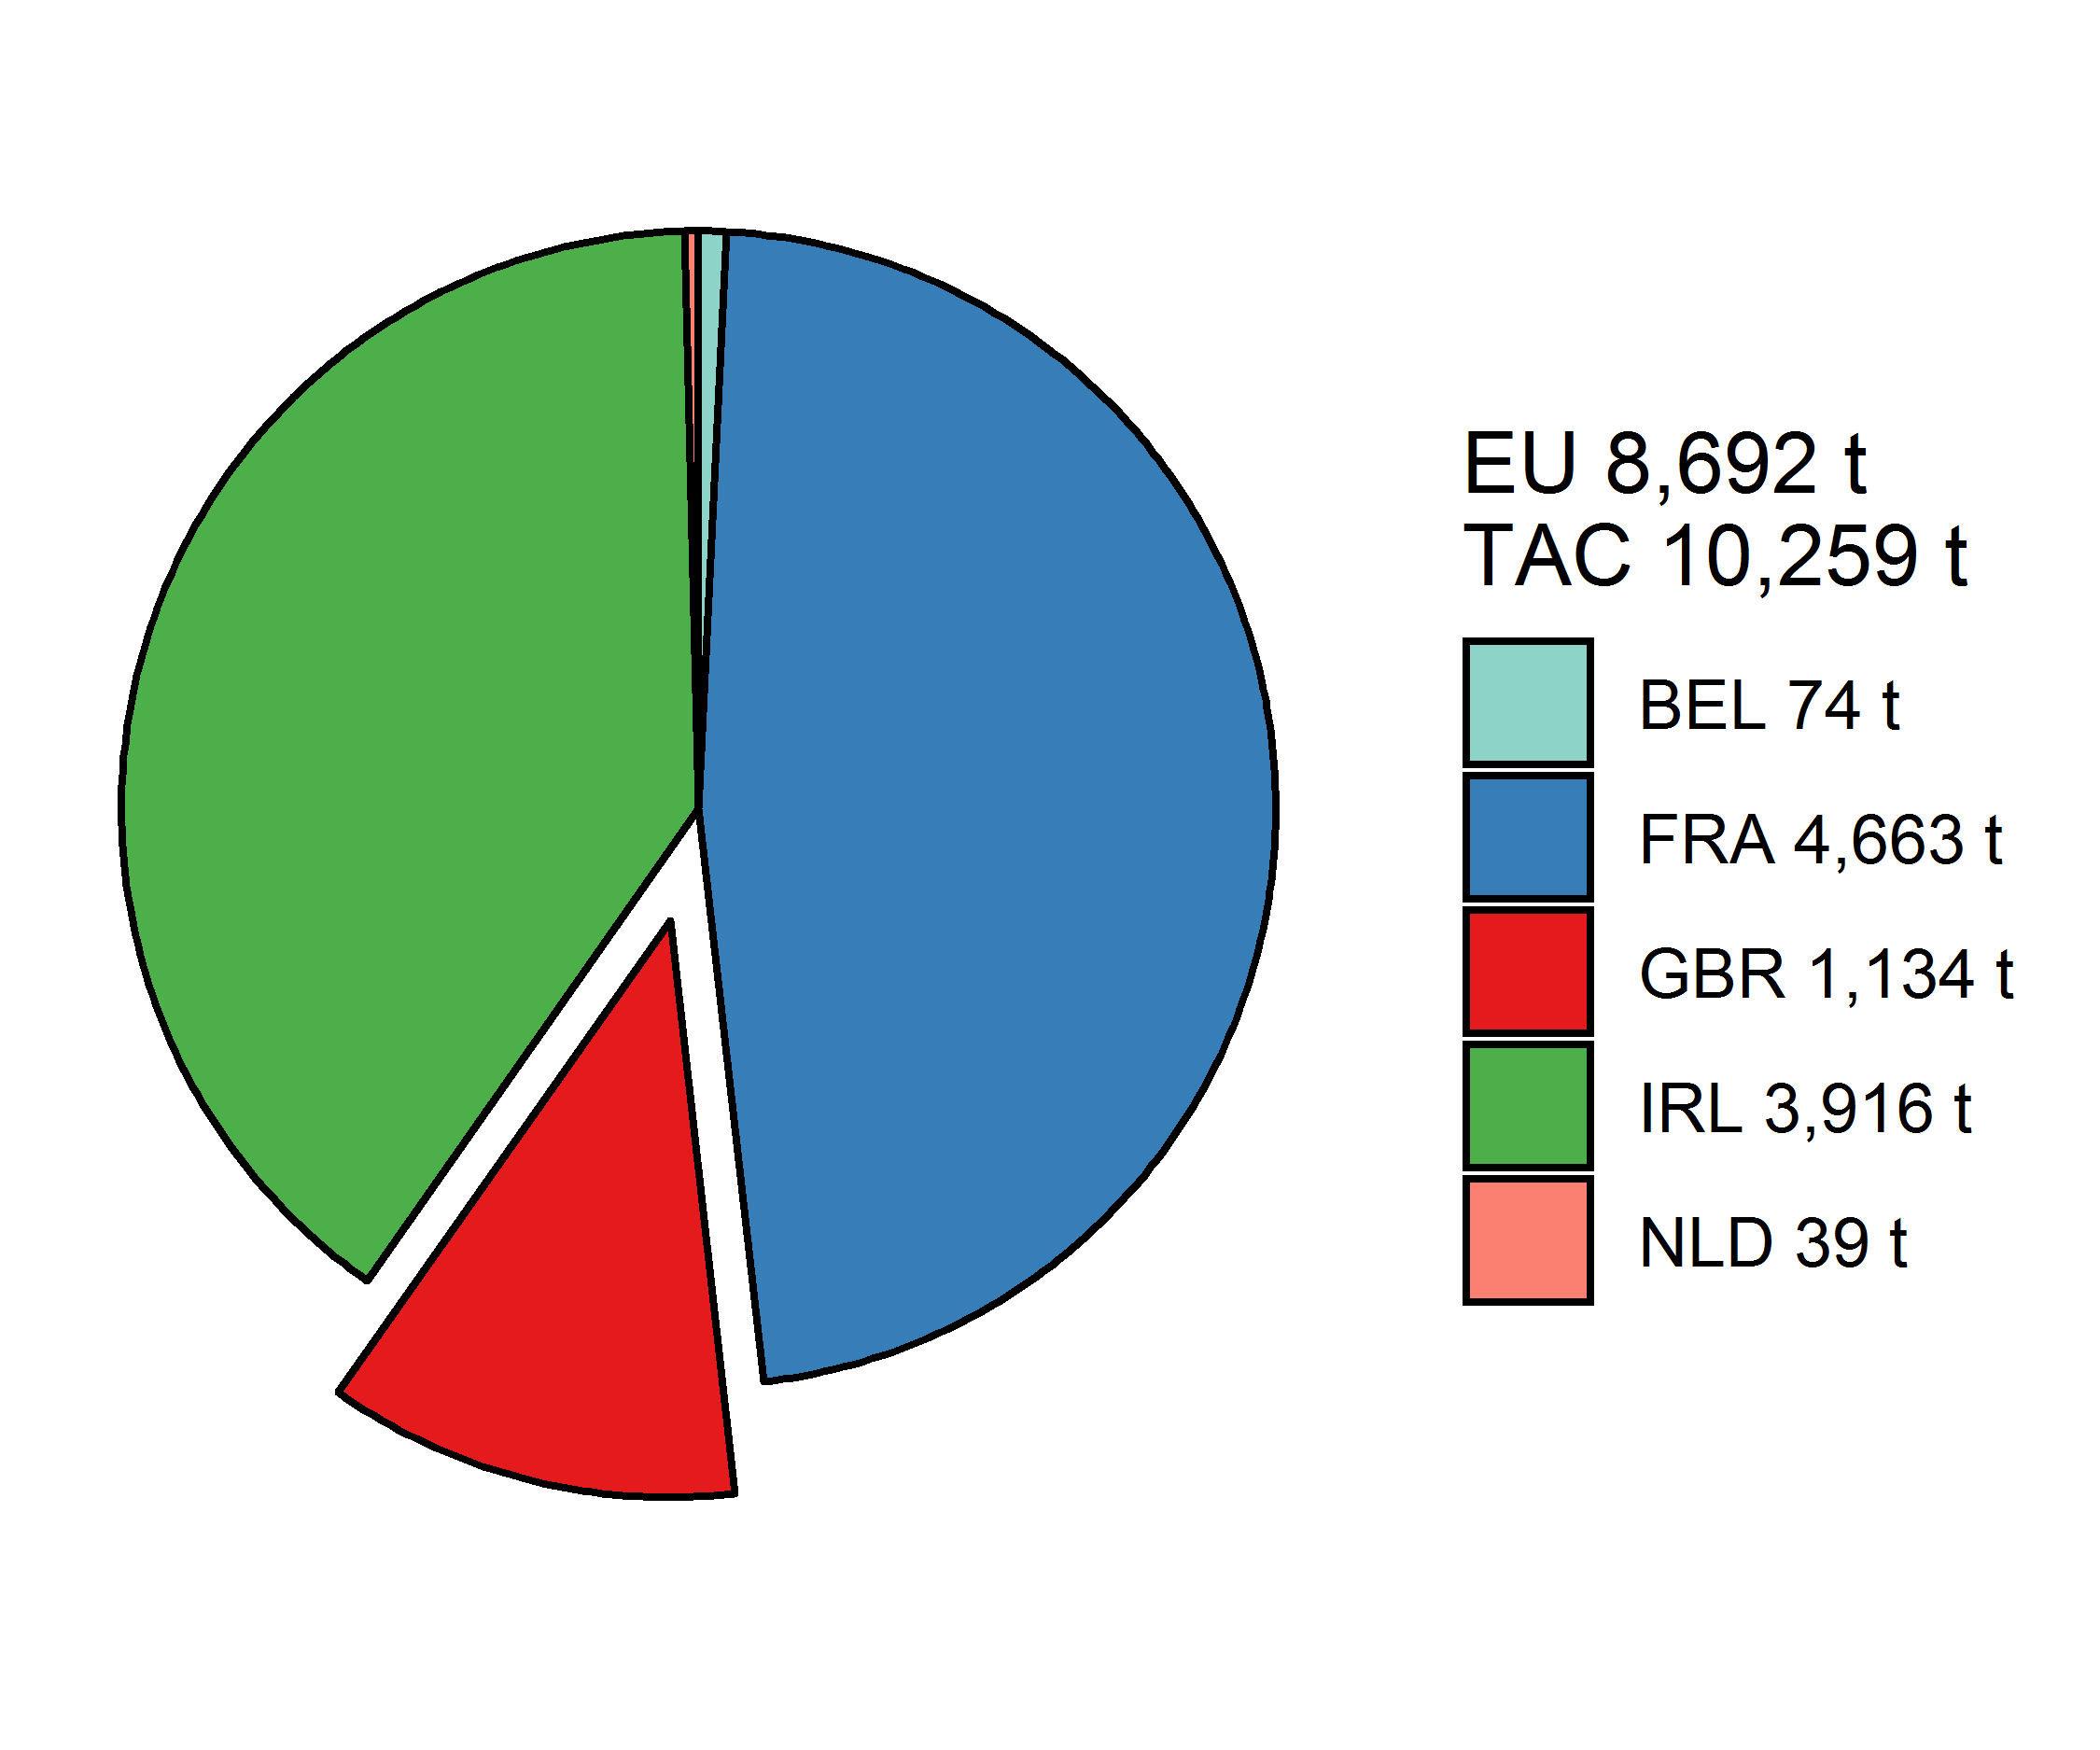 EU 8,692 t
TAC 10,259 t
BEL 74 t
FRA 4,663 t
GBR 1,134 t
IRL 3,916 t
NLD 39 t